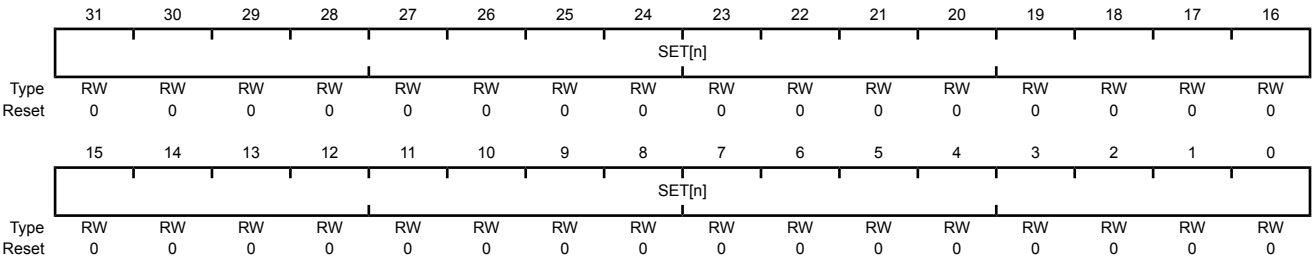 31 30 29 28 27 26 25 24 23 22 21 20 19 18 17 16
SET[n]
Type RW RW RW RW RW RW RW RW RW RW RW RW RW RW RW RW
Reset 0 0 0 0 0 0 0 0 0 0 0 0 0 0 0 0
15 14 13 12 11 10 9 8 7 6 5 4 3 2 1 0
SET[n]
Type RW RW RW RW RW RW RW RW RW RW RW RW RW RW RW RW
Reset 0 0 0 0 0 0 0 0 0 0 0 0 0 0 0 0